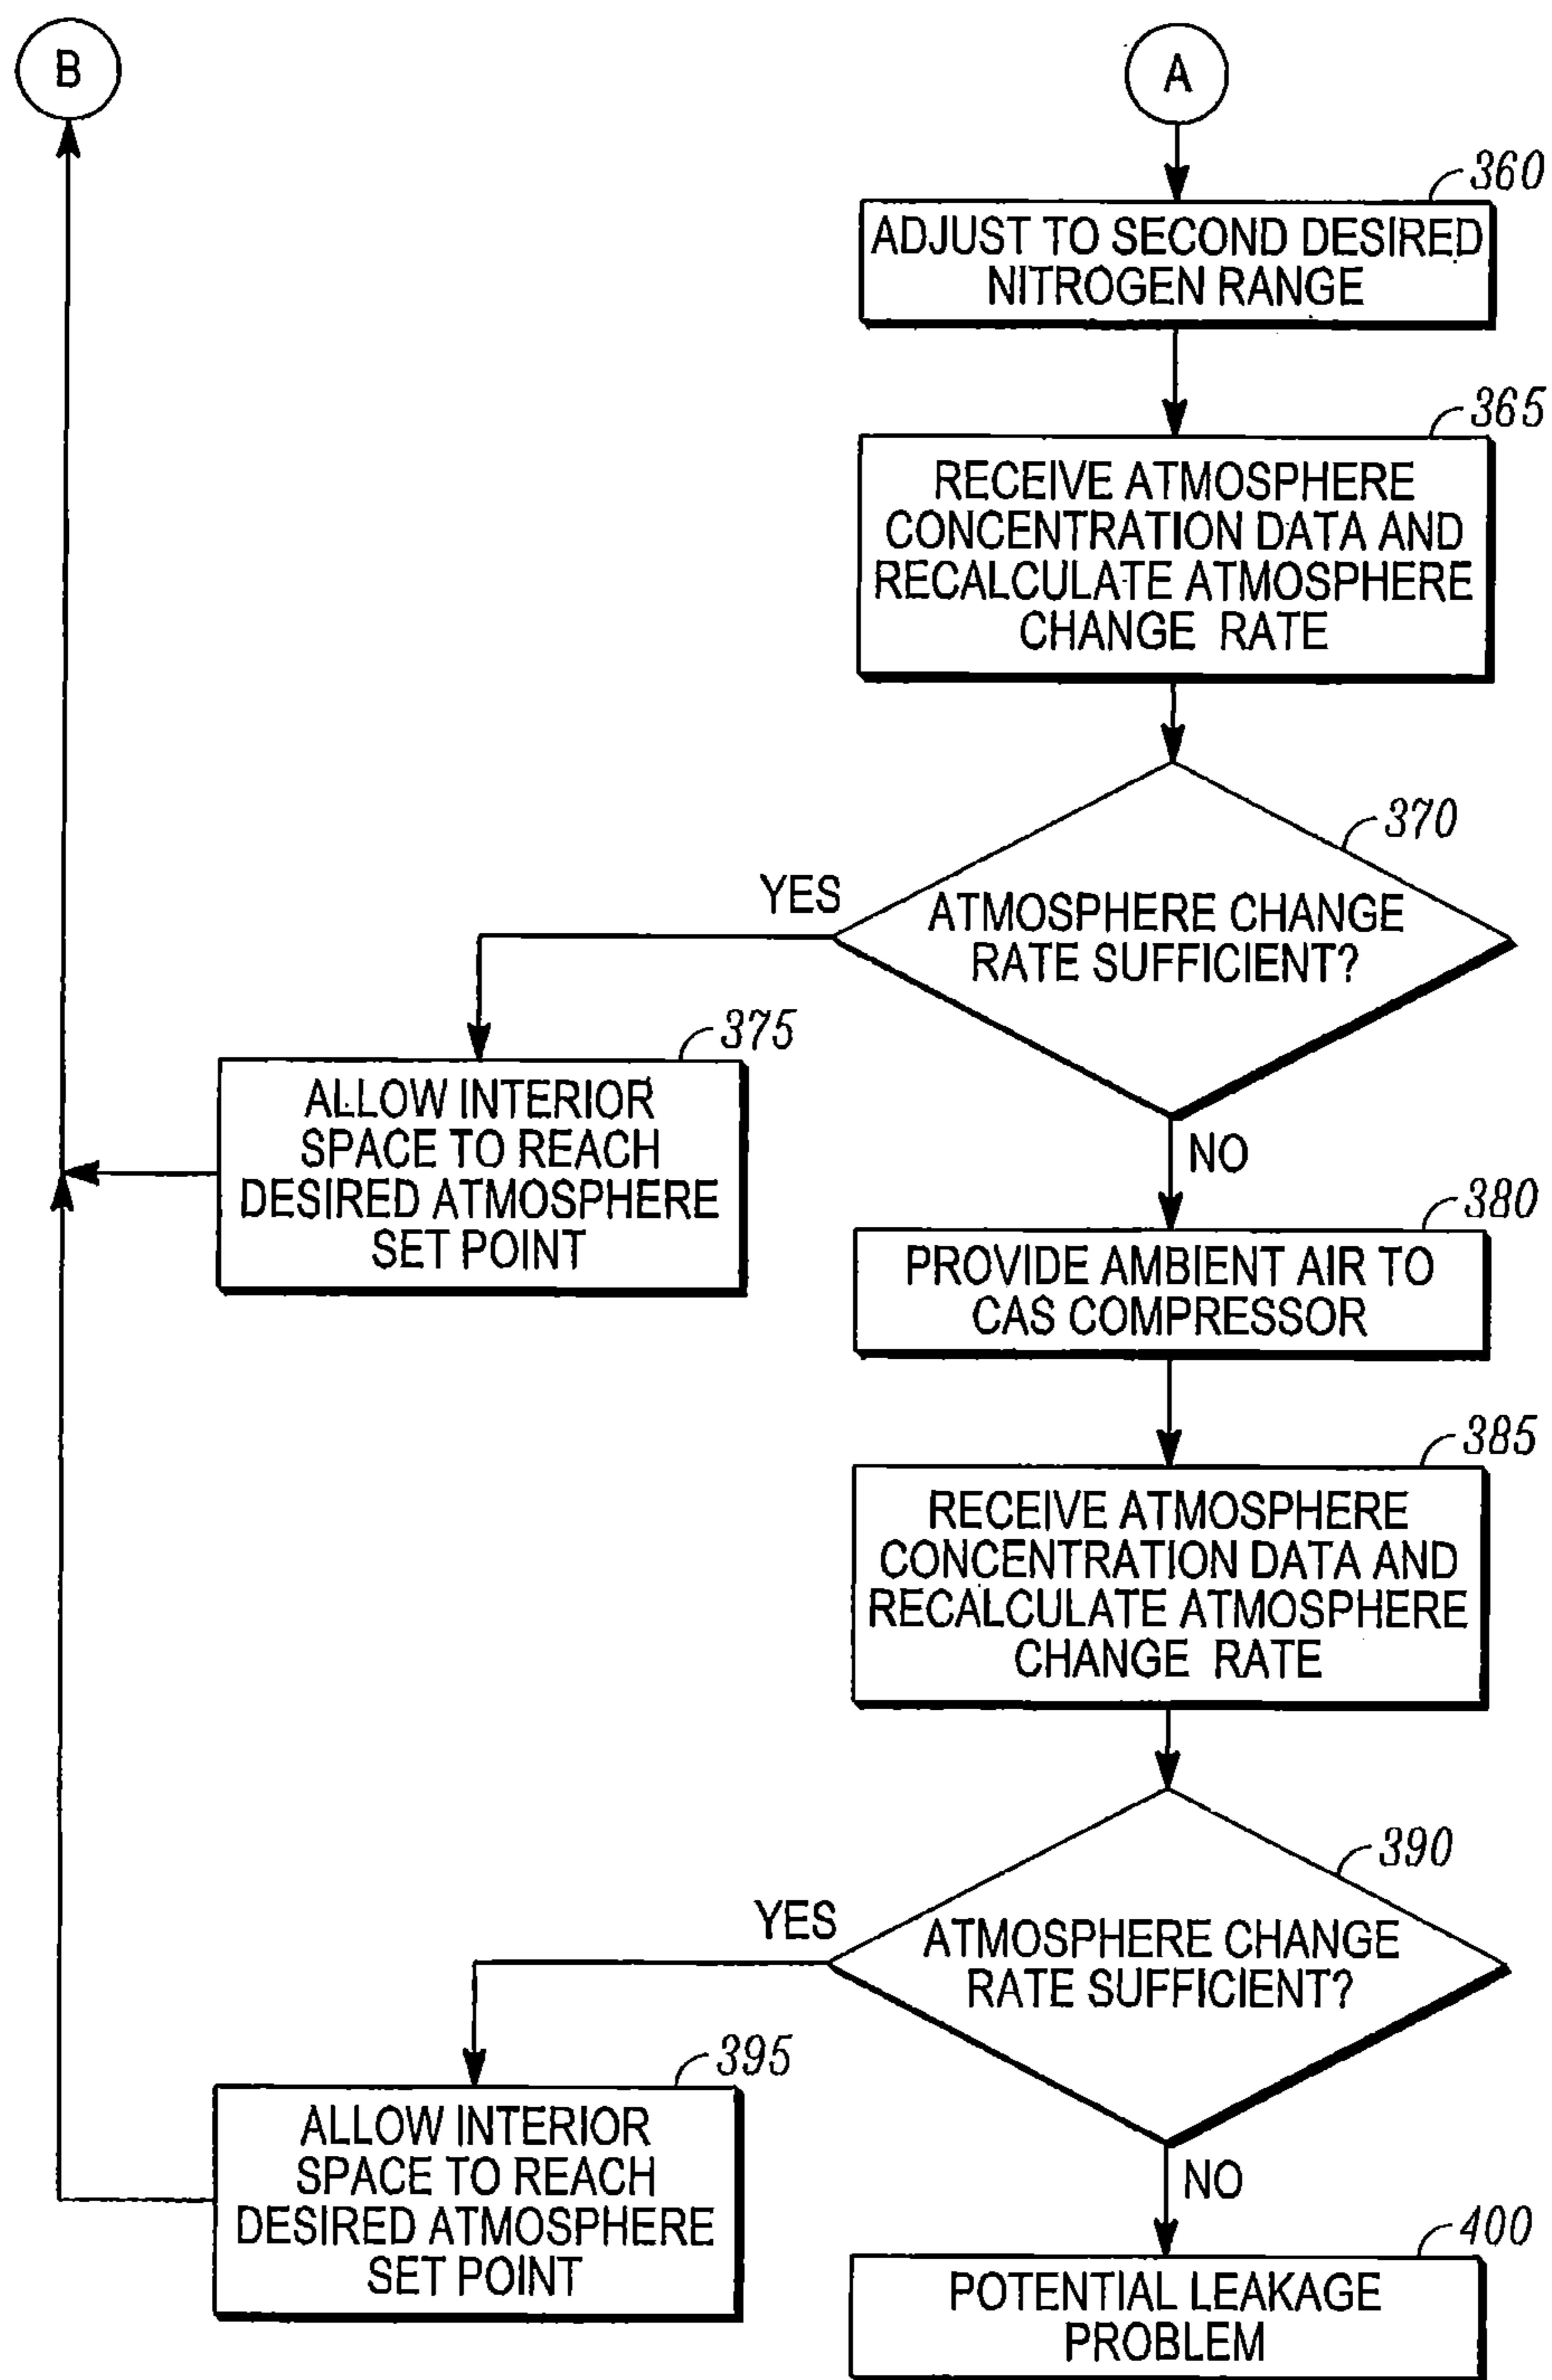 B
A
360
ADJUST TO SECOND DESIRED
NITROGEN RANGE
365
RECEIVE ATMOSPHERE
CONCENTRATION DATA AND
RECALCULATE ATMOSPHERE
CHANGE RATE
370
YES
ATMOSPHERE CHANGE
RATE SUFFICIENT?
375
ALLOW INTERIOR
SPACE TO REACH
DESIRED ATMOSPHERE
SET POINT
NO
380
PROVIDE AMBIENT AIR TO
CAS COMPRESSOR
385
RECEIVE ATMOSPHERE
CONCENTRATION DATA AND
RECALCULATE ATMOSPHERE
CHANGE RATE
390
YES
ATMOSPHERE CHANGE
RATE SUFFICIENT?
395
ALLOW INTERIOR
SPACE TO REACH
DESIRED ATMOSPHERE
SET POINT
NO
400
POTENTIAL LEAKAGE
PROBLEM